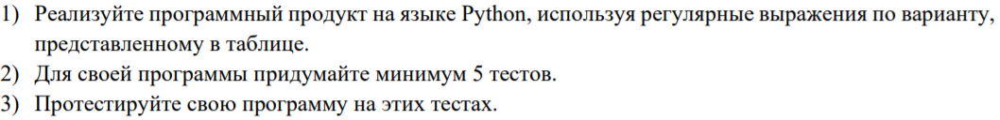 1) Реализуйте программный продукт на языке Python, используя регулярные выражения по варианту,
представленному в таблице.
2) Для своей программы придумайте минимум 5 тестов.
3) Протестируйте свою программу на этих тестах.